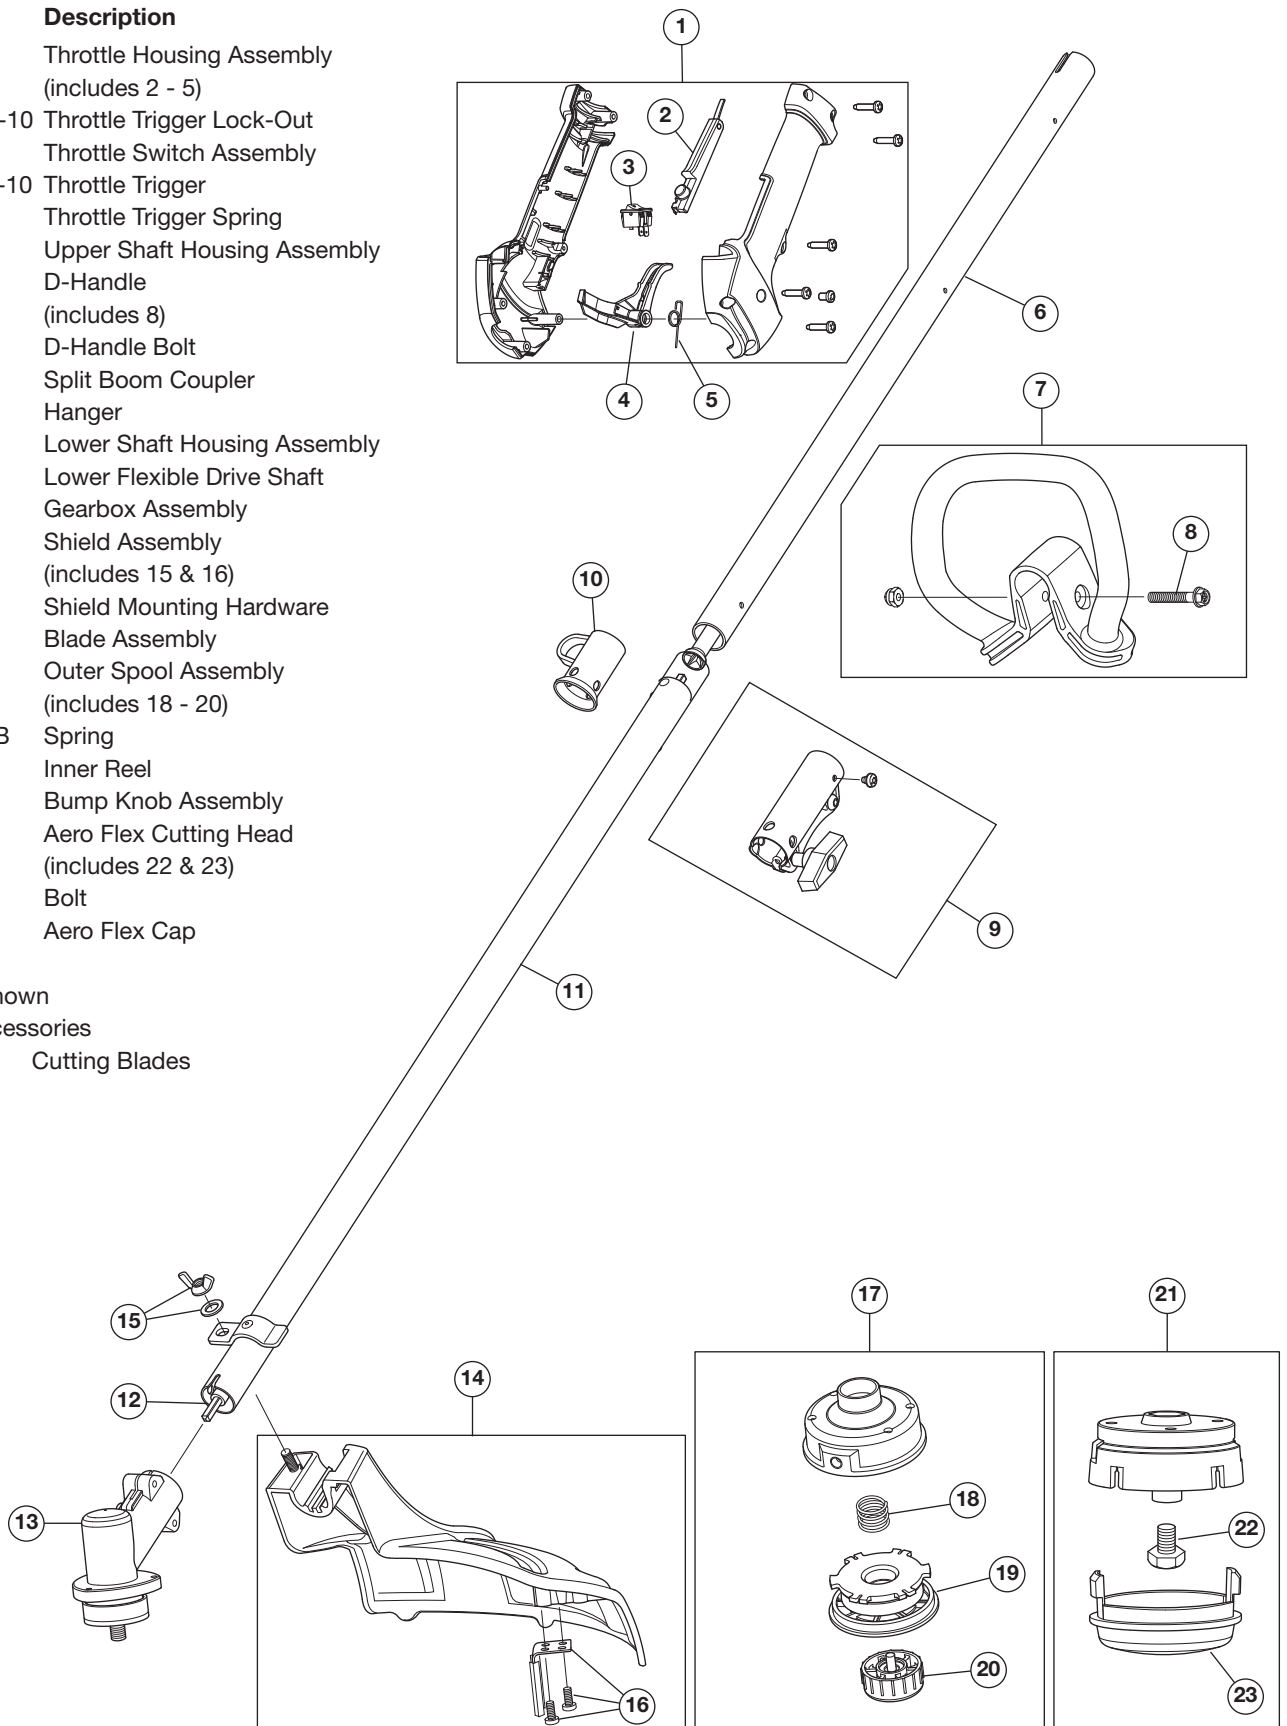 Description
Throttle Housing Assembly
(includes 2 - 5)
-10 Throttle Trigger Lock-Out
Throttle Switch Assembly
-10 Throttle Trigger
Throttle Trigger Spring
Upper Shaft Housing Assembly
D-Handle
(includes 8)
D-Handle Bolt
Split Boom Coupler
Hanger
Lower Shaft Housing Assembly
Lower Flexible Drive Shaft
Gearbox Assembly
Shield Assembly
(includes 15 & 16)
Shield Mounting Hardware
Blade Assembly
Outer Spool Assembly
(includes 18 - 20)
Spring
Inner Reel
Bump Knob Assembly
Aero Flex Cutting Head
(includes 22 & 23)
Bolt
Aero Flex Cap
Cutting Blades
1
2
3
4
5
6
7
8
10
9
11
15
12
13
14
16
17
18
19
20
21
22
23